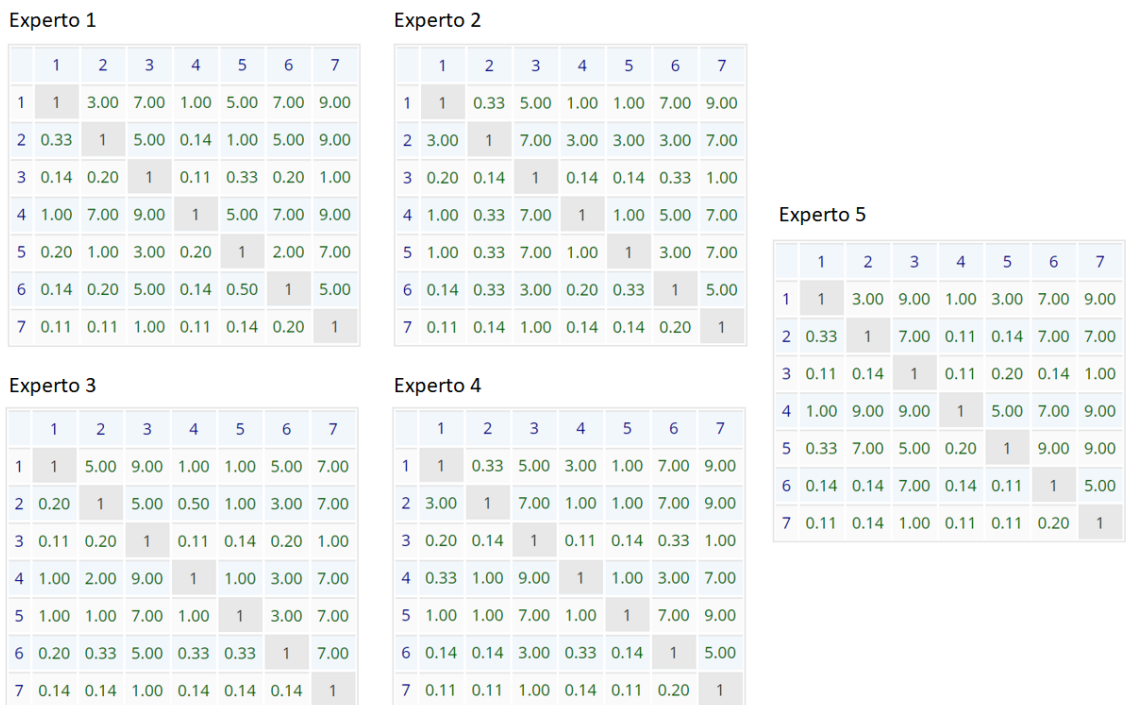 Experto 1
1 2 3 4 5 6 7
1 1 3.00 7.00 1.00 5.00 7.00 9.00
2 0.33 1 5.00 0.14 1.00 5.00 9.00
3 0.14 0.20 1 0.11 0.33 0.20 1.00
4 1.00 7.00 9.00 1 5.00 7.00 9.00
5 0.20 1.00 3.00 0.20 1 2.00 7.00
6 0.14 0.20 5.00 0.14 0.50 1 5.00
7 0.11 0.11 1.00 0.11 0.14 0.20 1
Experto 2
1 2 3 4 5 6 7
1 1 0.33 5.00 1.00 1.00 7.00 9.00
2 3.00 1 7.00 3.00 3.00 3.00 7.00
3 0.20 0.14 1 0.14 0.14 0.33 1.00
4 1.00 0.33 7.00 1 1.00 5.00 7.00
5 1.00 0.33 7.00 1.00 1 3.00 7.00
6 0.14 0.33 3.00 0.20 0.33 1 5.00
7 0.11 0.14 1.00 0.14 0.14 0.20 1
Experto 3
1 2 3 4 5 6 7
1 1 5.00 9.00 1.00 1.00 5.00 7.00
2 0.20 1 5.00 0.50 1.00 3.00 7.00
3 0.11 0.20 1 0.11 0.14 0.20 1.00
4 1.00 2.00 9.00 1 1.00 3.00 7.00
5 1.00 1.00 7.00 1.00 1 3.00 7.00
6 0.20 0.33 5.00 0.33 0.33 1 7.00
7 0.14 0.14 1.00 0.14 0.14 0.14 1
Experto 4
1 2 3 4 5 6 7
1 1 0.33 5.00 3.00 1.00 7.00 9.00
2 3.00 1 7.00 1.00 1.00 7.00 9.00
3 0.20 0.14 1 0.11 0.14 0.33 1.00
4 0.33 1.00 9.00 1 1.00 3.00 7.00
5 1.00 1.00 7.00 1.00 1 7.00 9.00
6 0.14 0.14 3.00 0.33 0.14 1 5.00
7 0.11 0.11 1.00 0.14 0.11 0.20 1
Experto 5
1 2 3 4 5 6 7
1 1 3.00 9.00 1.00 3.00 7.00 9.00
2 0.33 1 7.00 0.11 0.14 7.00 7.00
3 0.11 0.14 1 0.11 0.20 0.14 1.00
4 1.00 9.00 9.00 1 5.00 7.00 9.00
5 0.33 7.00 5.00 0.20 1 9.00 9.00
6 0.14 0.14 7.00 0.14 0.11 1 5.00
7 0.11 0.14 1.00 0.11 0.11 0.20 1